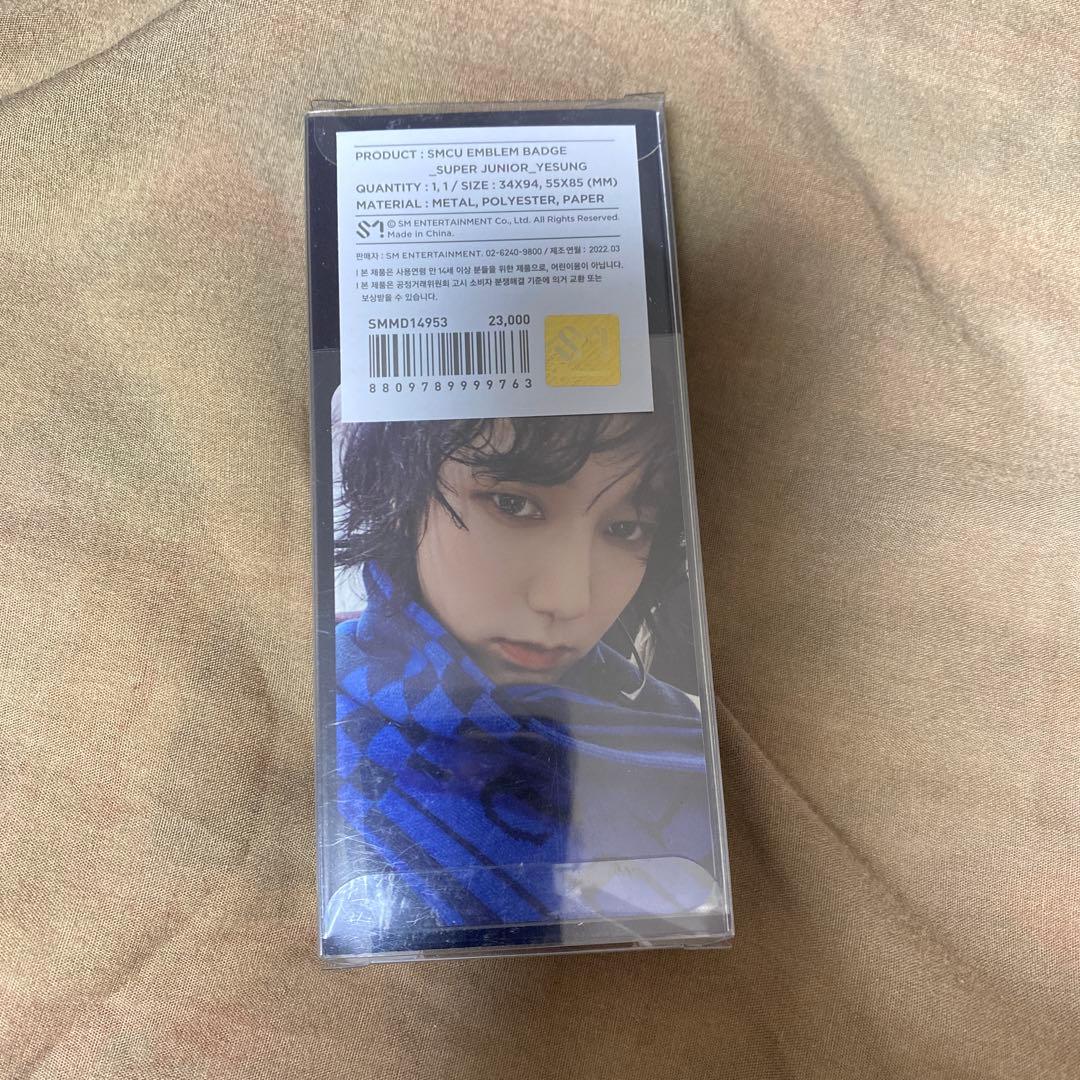 PRODUCT : SMCU EMBLEM BADGE
_SUPER JUNIOR_YESUNG
QUANTITY : 1, 1 / SIZE : 34X94, 55X85 (MM)
MATERIAL : METAL, POLYESTER, PAPER
SM! © SM ENTERTAINMENT Co., Ltd. All Rights Reserved.
Made in China.
판매자 : SM ENTERTAINMENT. 02-6240-9800 / 제조연월 : 2022.03
I 본 제품은 사용연령 만 14세 이상 분들을 위한 제품으로, 어린이용이 아닙니다.
I 본 제품은 공정거래위원회 고시 소비자 분쟁해결 기준에 의거 교환 또는
보상받을 수 있습니다.
SMMD14953 23,000
8809789999763